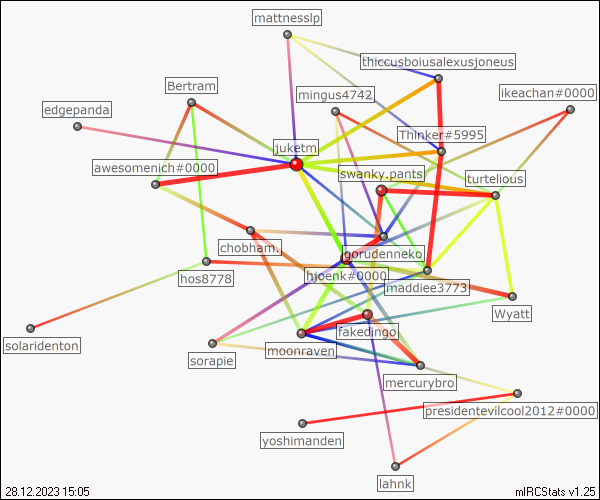 mattnesslp
thiccusboiusalexusjoneus
Bertram
mingus4742
ikeachan#0000
edgepanda
Thinker#5995
juketm
awesomenich#0000
swanky.pants
turtelious
chobham.
gorudenneko
hjoenk#0000
hos8778
maddiee3773
Wyatt
fakedingo
solaridenton
sorapie
moonraven
mercurybro
presidentevilcool2012#0000
yoshimanden
lahnk
28.12.2023 15:05
mIRCStats v1.25